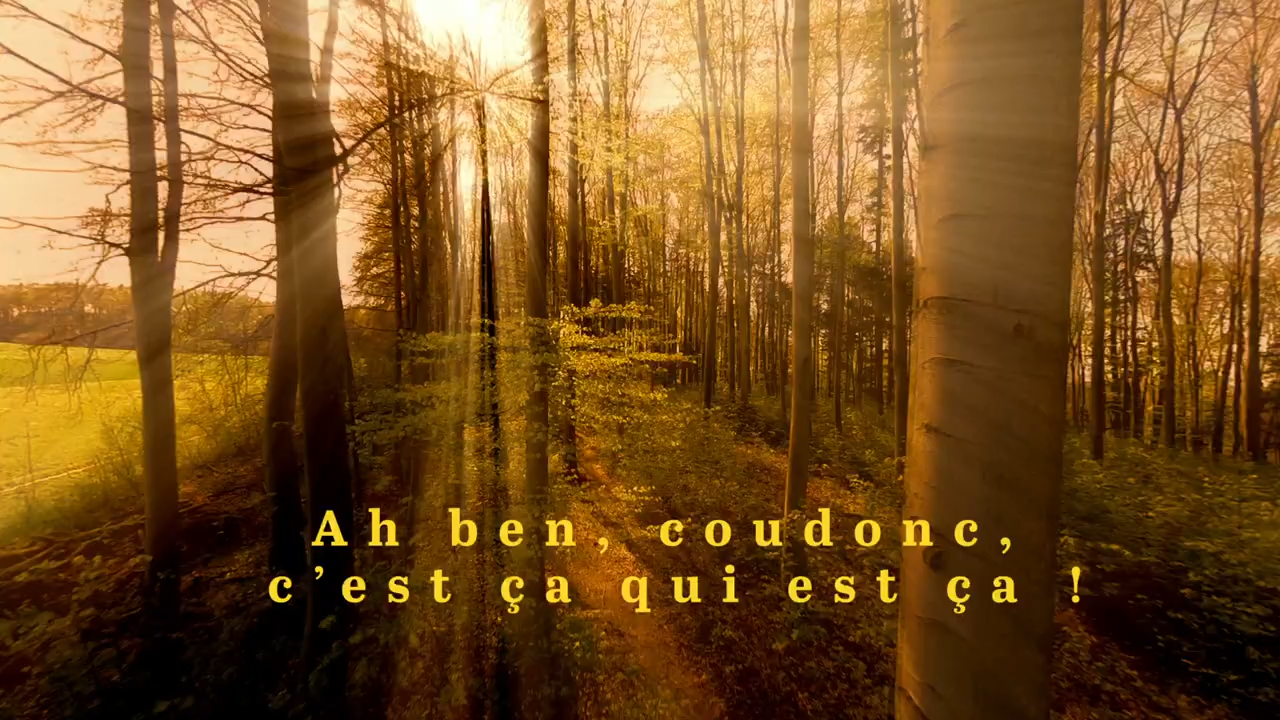 Ah ben, coudonc,
c’est ça qui est ça !